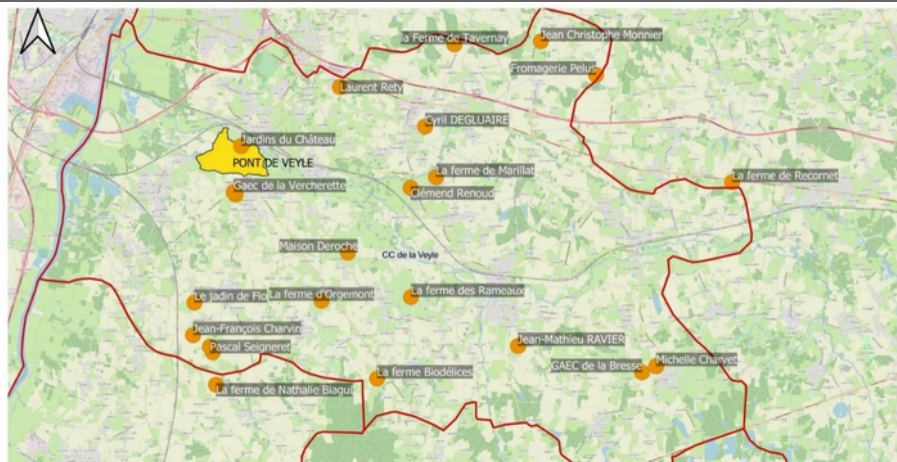 la Ferme de Tavernay
Jean Christophe Monnier
Fromagerie Pelus
Laurent Rety
Cyril DEGLUAIRE
Jardins du Château
PONT DE VEYLE
La ferme de Marillat
La ferme de Recornet
Gaec de la Vercherette
Clémend Renoud
Maison Deroche
CC de la Veyle
Le jadin de Flo
La ferme d'Orgemont
La ferme des Rameaux
Jean-François Charvin
Pascal Seigneret
Jean-Mathieu RAVIER
GAEC de la Bresse
Michelle Charvet
La ferme Biodélices
La ferme de Nathalie Biagui